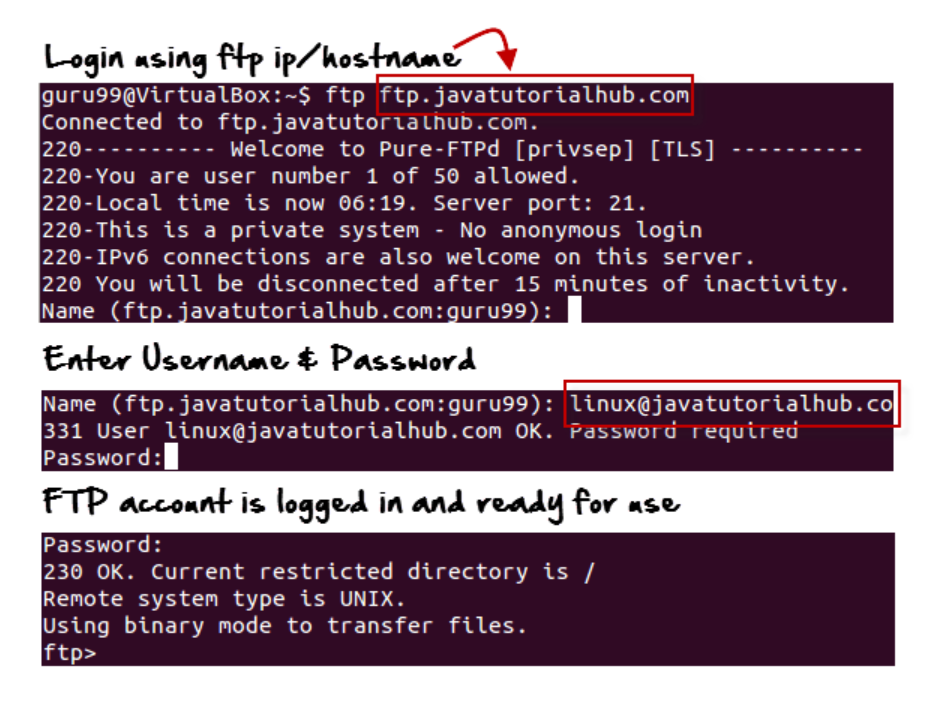 Login using ftp ip/hostname
guru99@VirtualBox:~$ ftp ftp.javatutorialhub.com
Connected to ftp.javatutorialhub.com.
220---------- Welcome to Pure-FTPd [privsep] [TLS] ----------
220-You are user number 1 of 50 allowed.
220-Local time is now 06:19. Server port: 21.
220-This is a private system - No anonymous login
220-IPv6 connections are also welcome on this server.
220 You will be disconnected after 15 minutes of inactivity.
Name (ftp.javatutorialhub.com:guru99):
Enter Username & Password
Name (ftp.javatutorialhub.com:guru99): linux@javatutorialhub.co
331 User linux@javatutorialhub.com OK. Password required
Password:
FTP account is logged in and ready for use
Password:
230 OK. Current restricted directory is /
Remote system type is UNIX.
Using binary mode to transfer files.
ftp>